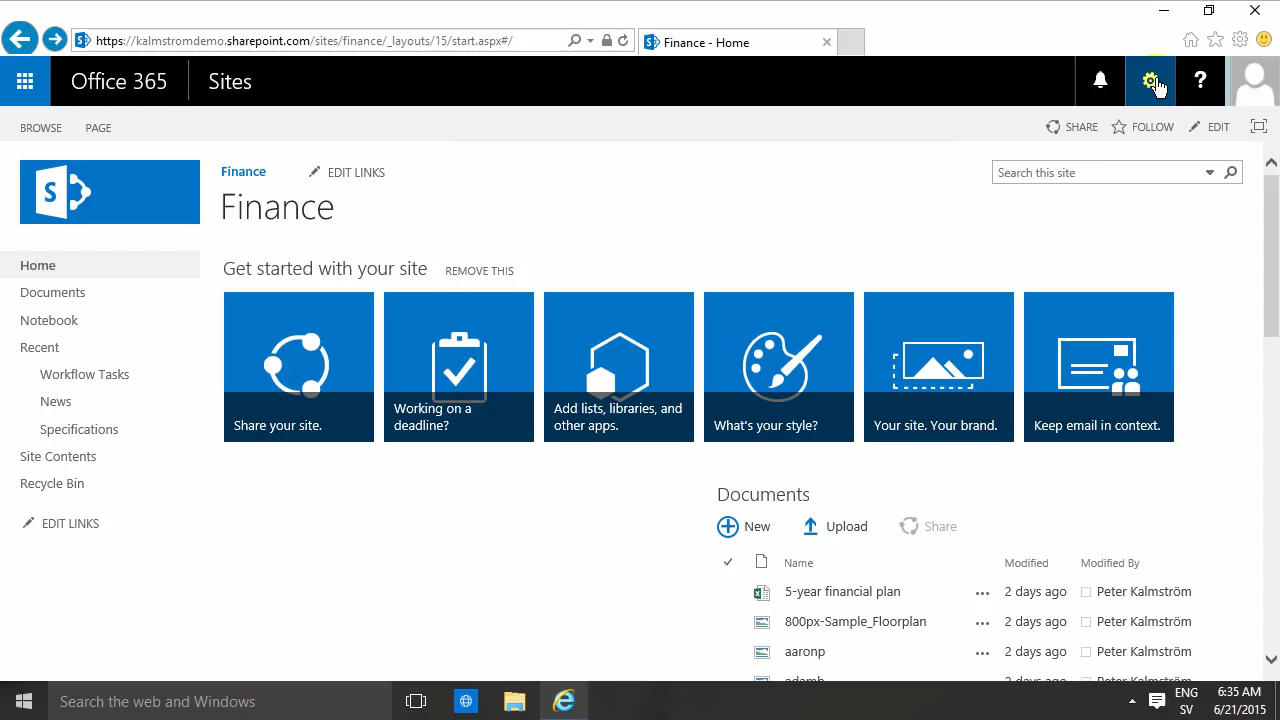 https://kalmstromdemo.sharepoint.com/sites/finance/_layouts/15/start.aspx#/
Finance - Home
Office 365
Sites
?
BROWSE
PAGE
SHARE
FOLLOW
EDIT
S
Finance
EDIT LINKS
Search this site
Finance
Home
Documents
Notebook
Recent
Workflow Tasks
News
Specifications
Site Contents
Recycle Bin
EDIT LINKS
Get started with your site
REMOVE THIS
Share your site.
Working on a
deadline?
Add lists, libraries, and
other apps.
What's your style?
Your site. Your brand.
Keep email in context.
Documents
New
Upload
Share
Name
Modified
Modified By
5-year financial plan
2 days ago
Peter Kalmström
800px-Sample_Floorplan
2 days ago
Peter Kalmström
aaronp
2 days ago
Peter Kalmström
Search the web and Windows
ENG
SV
6:35 AM
6/21/2015